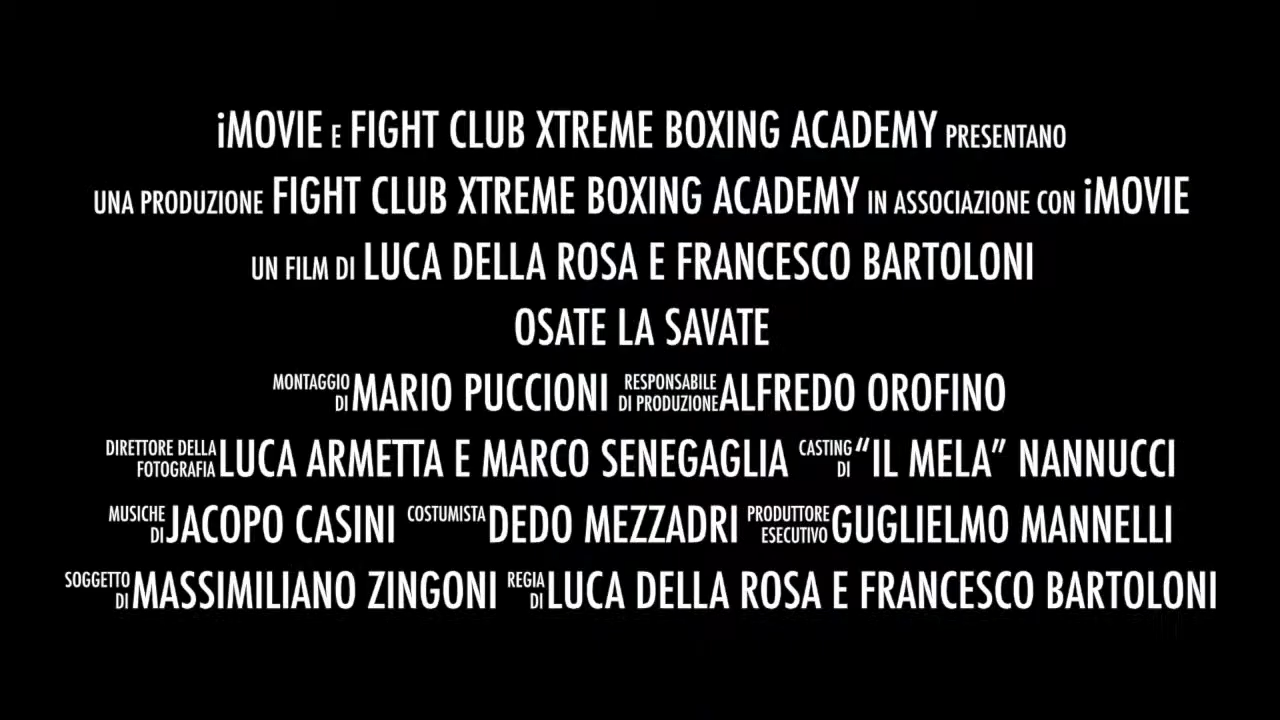 iMOVIE E FIGHT CLUB XTREME BOXING ACADEMY PRESENTANO
UNA PRODUZIONE FIGHT CLUB XTREME BOXING ACADEMY IN ASSOCIAZIONE CON iMOVIE
UN FILM DI LUCA DELLA ROSA E FRANCESCO BARTOLONI
OSATE LA SAVATE
MONTAGGIO DI MARIO PUCCIONI RESPONSABILE DI PRODUZIONE ALFREDO OROFINO
DIRETTORE DELLA FOTOGRAFIA LUCA ARMETTA E MARCO SENEGAGLIA CASTING DI “IL MELA” NANNUCCI
MUSICHE DI JACOPO CASINI COSTUMISTA DEDO MEZZADRI PRODUTTORE ESECUTIVO GUGLIELMO MANNELLI
SOGGETTO DI MASSIMILIANO ZINGONI REGIA DI LUCA DELLA ROSA E FRANCESCO BARTOLONI